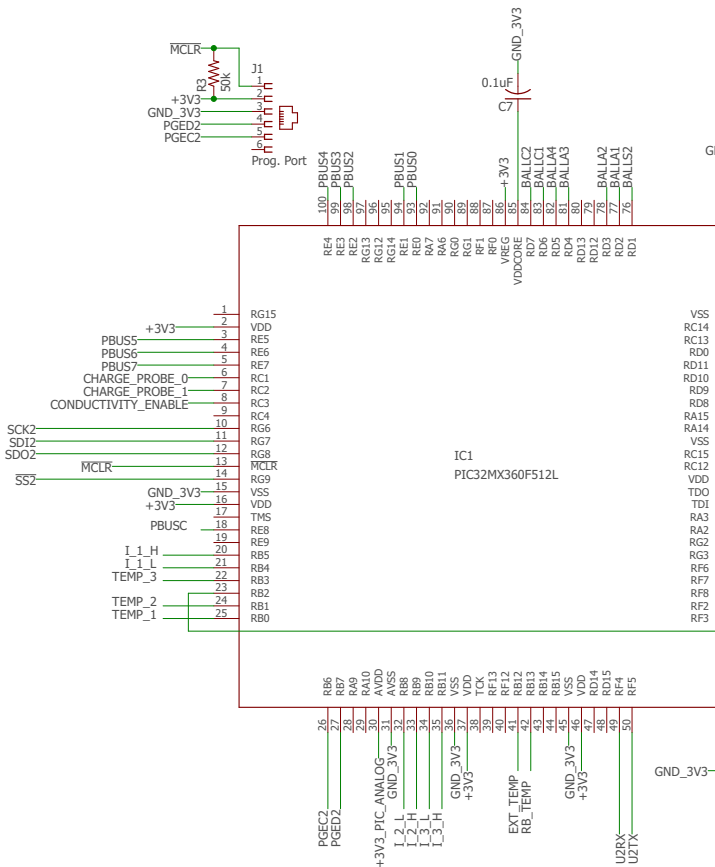 GND_3V3
MCLR
R3
50k
J1
1
2
3
4
5
6
+3V3
GND_3V3
PGED2
PGEC2
Prog. Port
0.1uF
C7
G
PBUS4
PBUS3
PBUS2
PBUS1
PBUS0
+3V3
BALLC2
BALLC1
BALLA4
BALLA3
BALLA2
BALLA1
BALLS2
100 99 98 97 96 95 94 93 92 91 90 89 88 87 86 85 84 83 82 81 80 79 78 77 76
RE4 RE3 RE2 RG13 RG12 RG14 RE1 RE0 RA7 RA6 RG0 RG1 RF1 RF0 VREG VDDCORE RD7 RD6 RD5 RD4 RD13 RD12 RD3 RD2 RD1
1 RG15 VSS
+3V3 2 VDD RC14
PBUS5 3 RE5 RC13
PBUS6 4 RE6 RD0
PBUS7 5 RE7 RD11
CHARGE_PROBE_0 6 RC1 RD10
CHARGE_PROBE_1 7 RC2 RD9
CONDUCTIVITY_ENABLE 8 RC3 RD8
9 RC4 RA15
SCK2 10 RG6 RA14
SDI2 11 RG7 VSS
SDO2 12 RG8 RC15
MCLR 13 MCLR RC12
SS2 14 RG9 VDD
GND_3V3 15 VSS TDO
+3V3 16 VDD TDI
17 TMS RA3
PBUSC 18 RE8 RA2
19 RE9 RG2
I_1_H 20 RB5 RG3
I_1_L 21 RB4 RF6
TEMP_3 22 RB3 RF7
23 RB2 RF8
TEMP_2 24 RB1 RF2
TEMP_1 25 RB0 RF3
IC1
PIC32MX360F512L
RB6 RB7 RA9 RA10 AVDD AVSS RB8 RB9 RB10 RB11 VSS VDD TCK RF13 RF12 RB12 RB13 RB14 RB15 VSS VDD RD14 RD15 RF4 RF5
26 27 28 29 30 31 32 33 34 35 36 37 38 39 40 41 42 43 44 45 46 47 48 49 50
PGEC2
PGED2
+3V3_PIC_ANALOG
GND_3V3
I_2_L
I_2_H
I_3_L
I_3_H
GND_3V3
+3V3
EXT_TEMP
RB_TEMP
GND_3V3
+3V3
U2RX
U2TX
GND_3V3